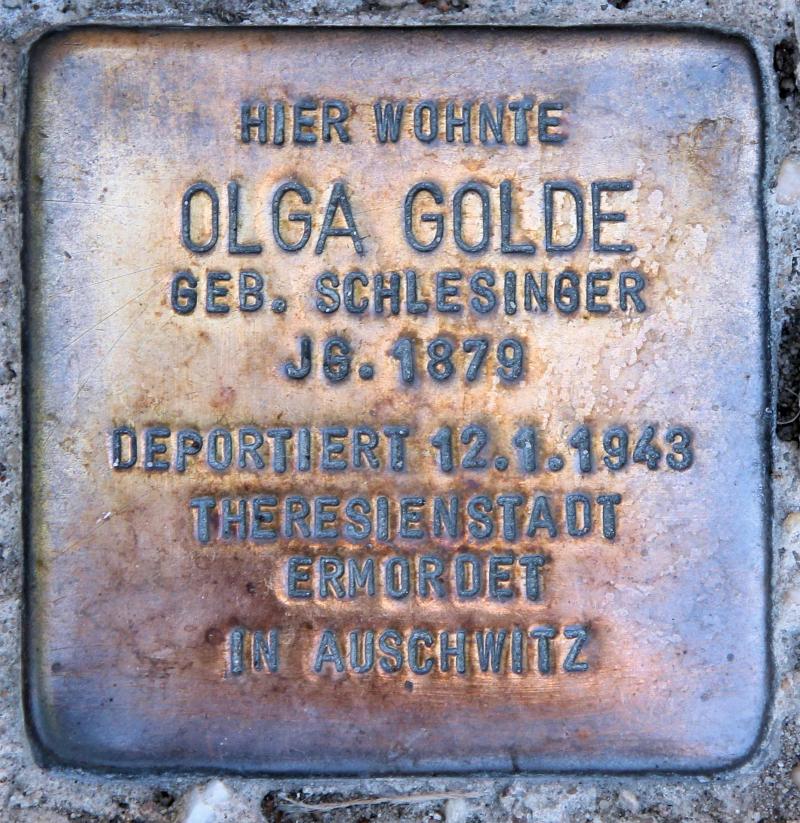 HIER WOHNTE
OLGA GOLDE
GEB. SCHLESINGER
JG. 1879
DEPORTIERT 12.1.1943
THERESIENSTADT
ERMORDET
IN AUSCHWITZ